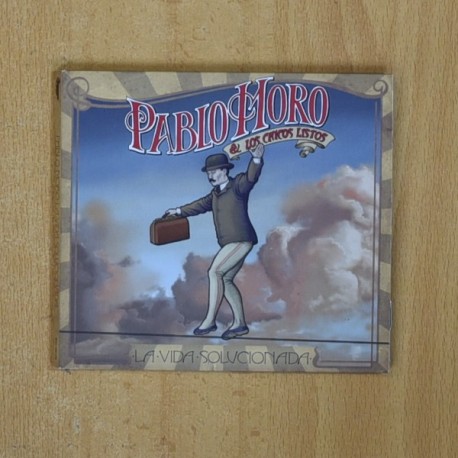 PABLO MORO
& LOS CHICOS LISTOS
LA·VIDA·SOLUCIONADA·